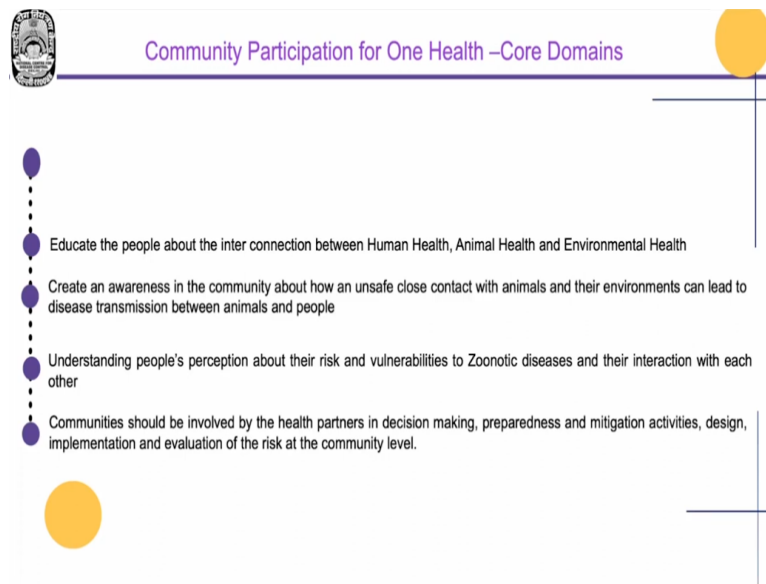 Community Participation for One Health –Core Domains
Educate the people about the inter connection between Human Health, Animal Health and Environmental Health
Create an awareness in the community about how an unsafe close contact with animals and their environments can lead to
disease transmission between animals and people
Understanding people's perception about their risk and vulnerabilities to Zoonotic diseases and their interaction with each
other
Communities should be involved by the health partners in decision making, preparedness and mitigation activities, design,
implementation and evaluation of the risk at the community level.